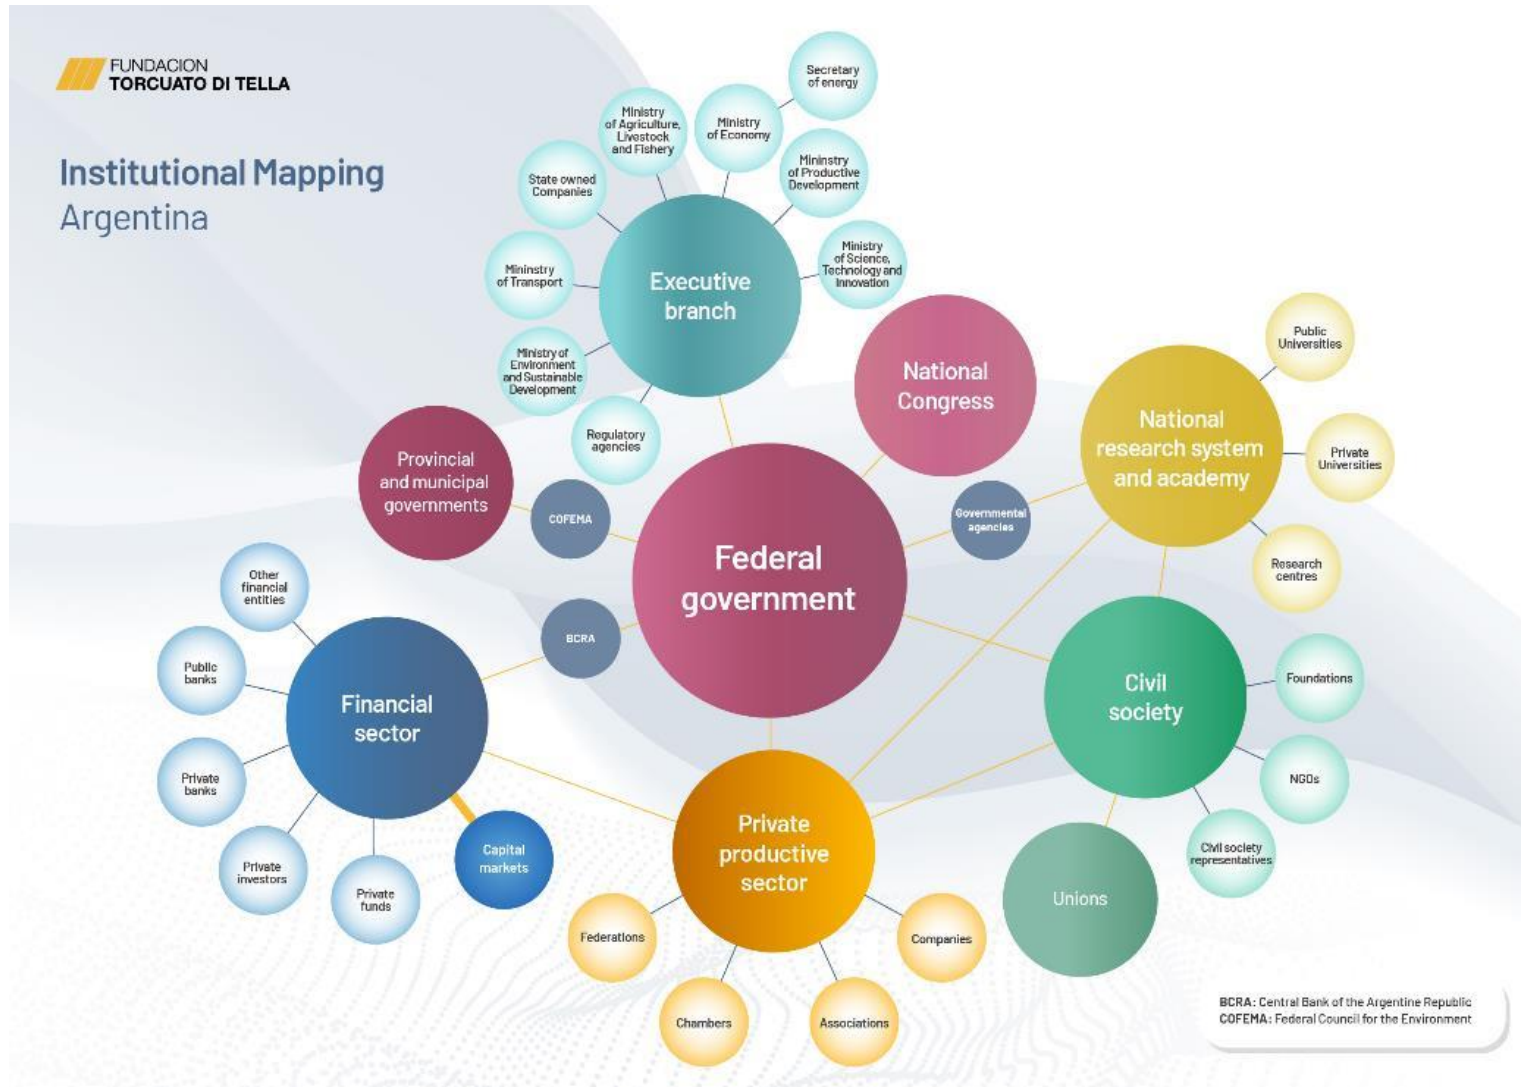 FUNDACION
TORCUATO DI TELLA
Institutional Mapping
Argentina
Secretary
of energy
Ministry
of Agriculture,
Livestock
and Fishery
Ministry
of Economy
Mininstry
of Productive
Development
State owned
Companies
Ministry
of Science,
Technology and
Innovation
Mininstry
of Transport
Executive
branch
Ministry of
Environment
and Sustainable
Development
Regulatory
agencies
National
Congress
Public
Universities
National
research system
and academy
Private
Universities
Research
centres
Provincial
and municipal
governments
COFEMA
Governmental
agencies
Federal
government
BCRA
Other
financial
entities
Public
banks
Financial
sector
Private
banks
Private
investors
Private
funds
Capital
markets
Civil
society
Foundations
NGOs
Civil society
representatives
Unions
Private
productive
sector
Federations
Companies
Chambers
Associations
BCRA: Central Bank of the Argentine Republic
COFEMA: Federal Council for the Environment